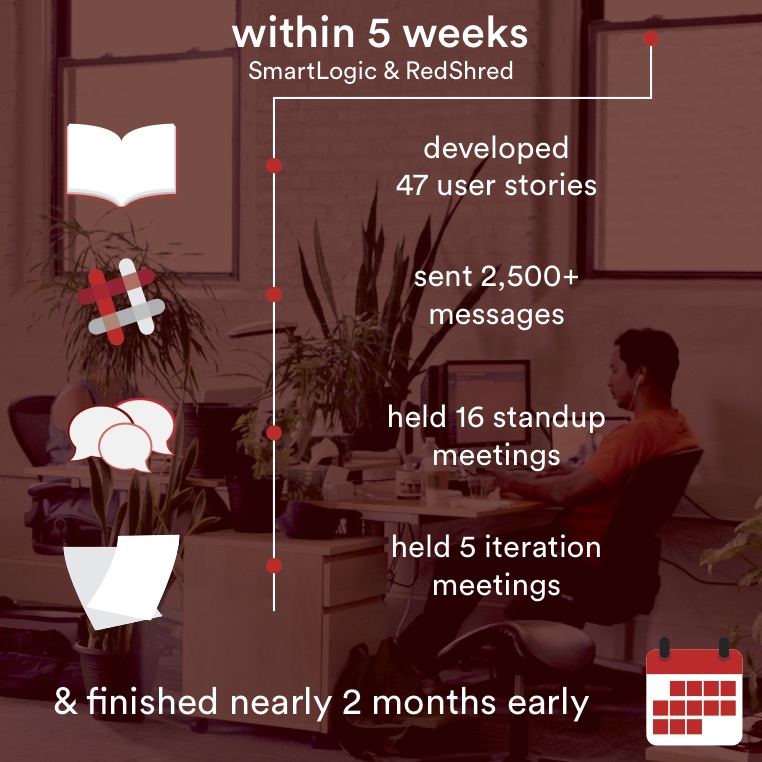 within 5 weeks
SmartLogic & RedShred
developed
47 user stories
sent 2,500+
messages
held 16 standup
meetings
held 5 iteration
meetings
& finished nearly 2 months early